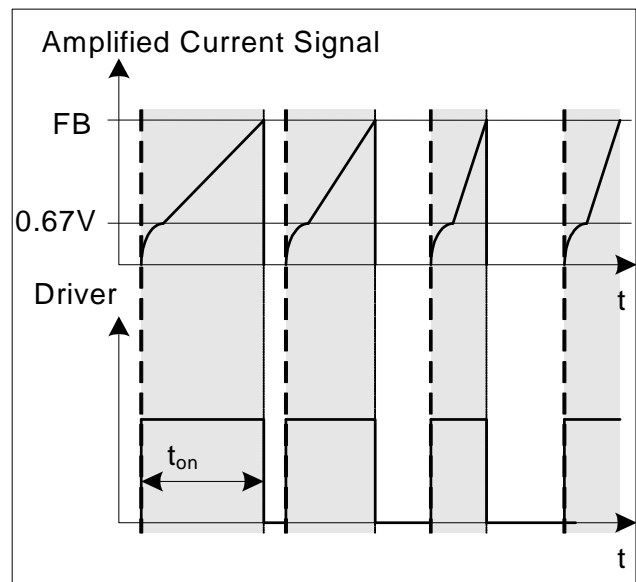 Amplified Current Signal
FB
0.67V
t
Driver
ton
t